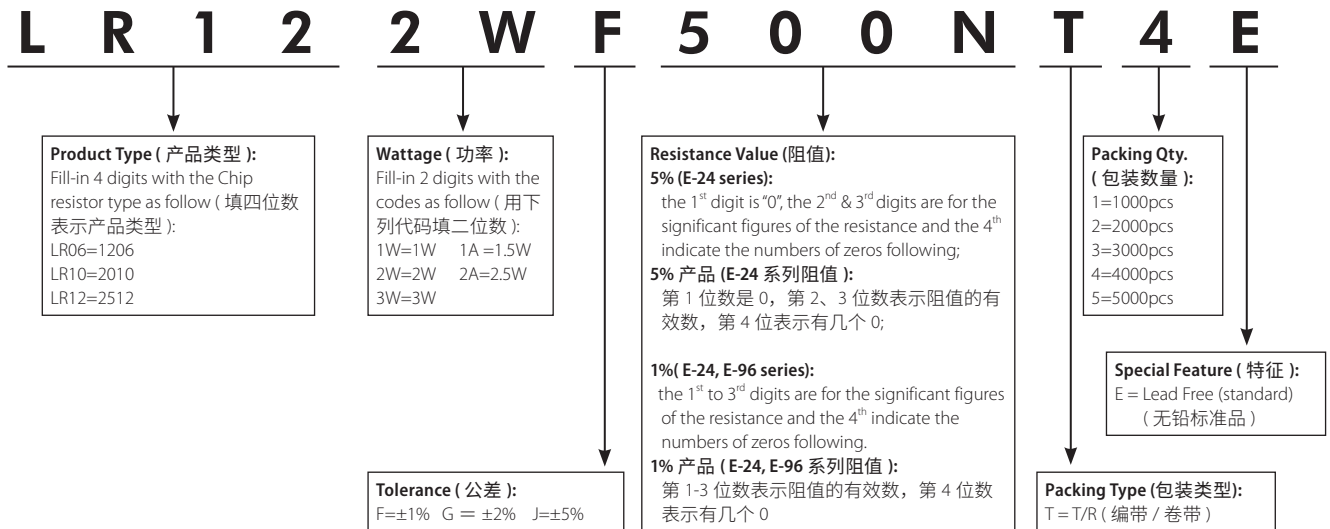 L R 1 2 2 W F 5 0 0 N T 4 E
Product Type ( 产品类型 ):
Fill-in 4 digits with the Chip
resistor type as follow ( 填四位数
表示产品类型 ):
LR06=1206
LR10=2010
LR12=2512
Wattage ( 功率 ):
Fill-in 2 digits with the
codes as follow ( 用下
列代码填二位数 ):
1W=1W 1A =1.5W
2W=2W 2A=2.5W
3W=3W
Tolerance ( 公差 ):
F=±1% G = ±2% J=±5%
Resistance Value (阻值):
5% (E-24 series):
the 1st digit is "0", the 2nd & 3rd digits are for the
significant figures of the resistance and the 4th
indicate the numbers of zeros following;
5% 产品 (E-24 系列阻值 ):
第 1 位数是 0，第 2、3 位数表示阻值的有
效数，第 4 位表示有几个 0;
1%( E-24, E-96 series):
the 1st to 3rd digits are for the significant figures
of the resistance and the 4th indicate the
numbers of zeros following.
1% 产品 ( E-24, E-96 系列阻值 ):
第 1-3 位数表示阻值的有效数，第 4 位数
表示有几个 0
Packing Qty.
( 包装数量 ):
1=1000pcs
2=2000pcs
3=3000pcs
4=4000pcs
5=5000pcs
Special Feature ( 特征 ):
E = Lead Free (standard)
( 无铅标准品 )
Packing Type (包装类型):
T = T/R ( 编带 / 卷带 )